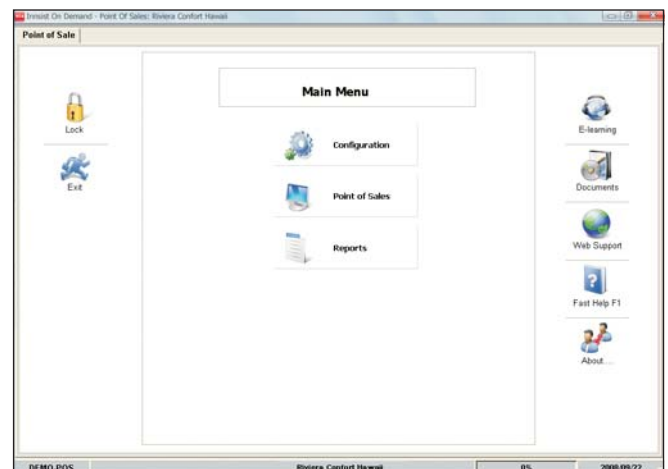 Innsist On Demand - Point Of Sales: Riviera Confort Hawaii
Point of Sale
Main Menu
Lock
Exit
Configuration
Point of Sales
Reports
E-learning
Documents
Web Support
Fast Help F1
About...
DEMO POS
Riviera Confort Hawaii
2008/09/22